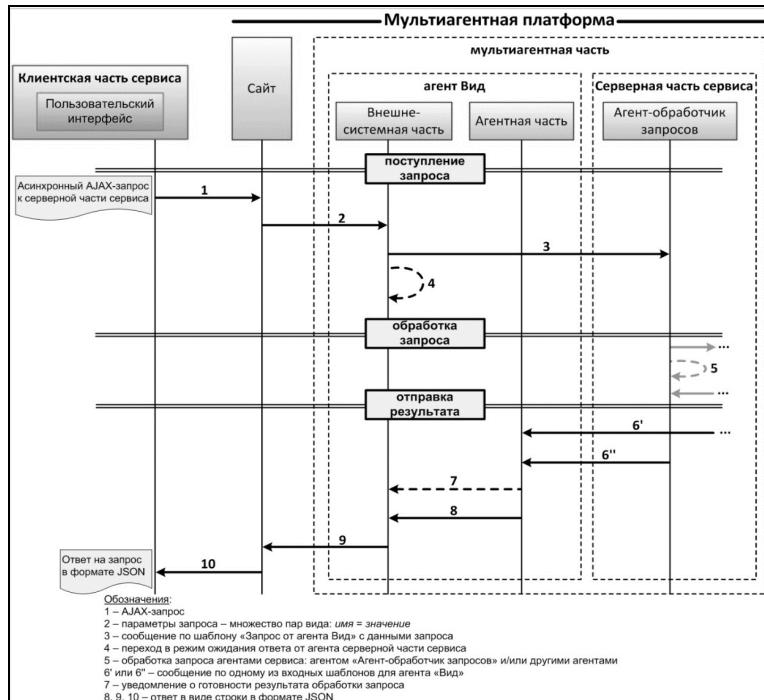 Мультиагентная платформа
мультиагентная часть
Клиентская часть сервиса
Пользовательский
интерфейс
Сайт
агент Вид
Внешне-
системная часть
Агентная часть
Серверная часть сервиса
Агент-обработчик
запросов
поступление
запроса
Асинхронный AJAX-запрос
к серверной части сервиса
1
2
3
4
обработка
запроса
...
5
...
отправка
результата
6'
...
6''
7
8
9
Ответ на запрос
в формате JSON
10
Обозначения:
1 – AJAX-запрос
2 – параметры запроса – множество пар вида: имя = значение
3 – сообщение по шаблону «Запрос от агента Вид» с данными запроса
4 – переход в режим ожидания ответа от агента серверной части сервиса
5 – обработка запроса агентами сервиса: агентом «Агент-обработчик запросов» и/или другими агентами
6' или 6'' – сообщение по одному из входных шаблонов для агента «Вид»
7 – уведомление о готовности результата обработки запроса
8, 9, 10 – ответ в виде строки в формате JSON